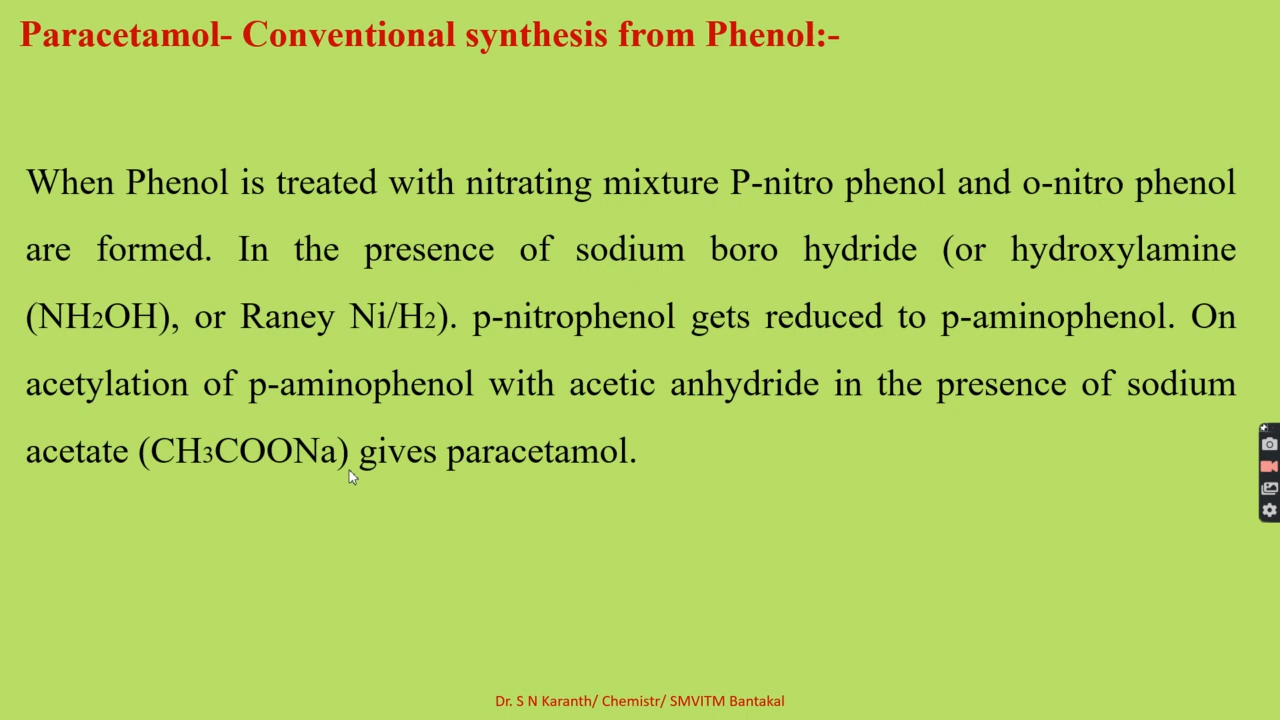 Paracetamol- Conventional synthesis from Phenol:-
When Phenol is treated with nitrating mixture P-nitro phenol and o-nitro phenol
are formed. In the presence of sodium boro hydride (or hydroxylamine
(NH2OH), or Raney Ni/H2). p-nitrophenol gets reduced to p-aminophenol. On
acetylation of p-aminophenol with acetic anhydride in the presence of sodium
acetate (CH3COONa) gives paracetamol.
Dr. S N Karanth/ Chemistr/ SMVITM Bantakal